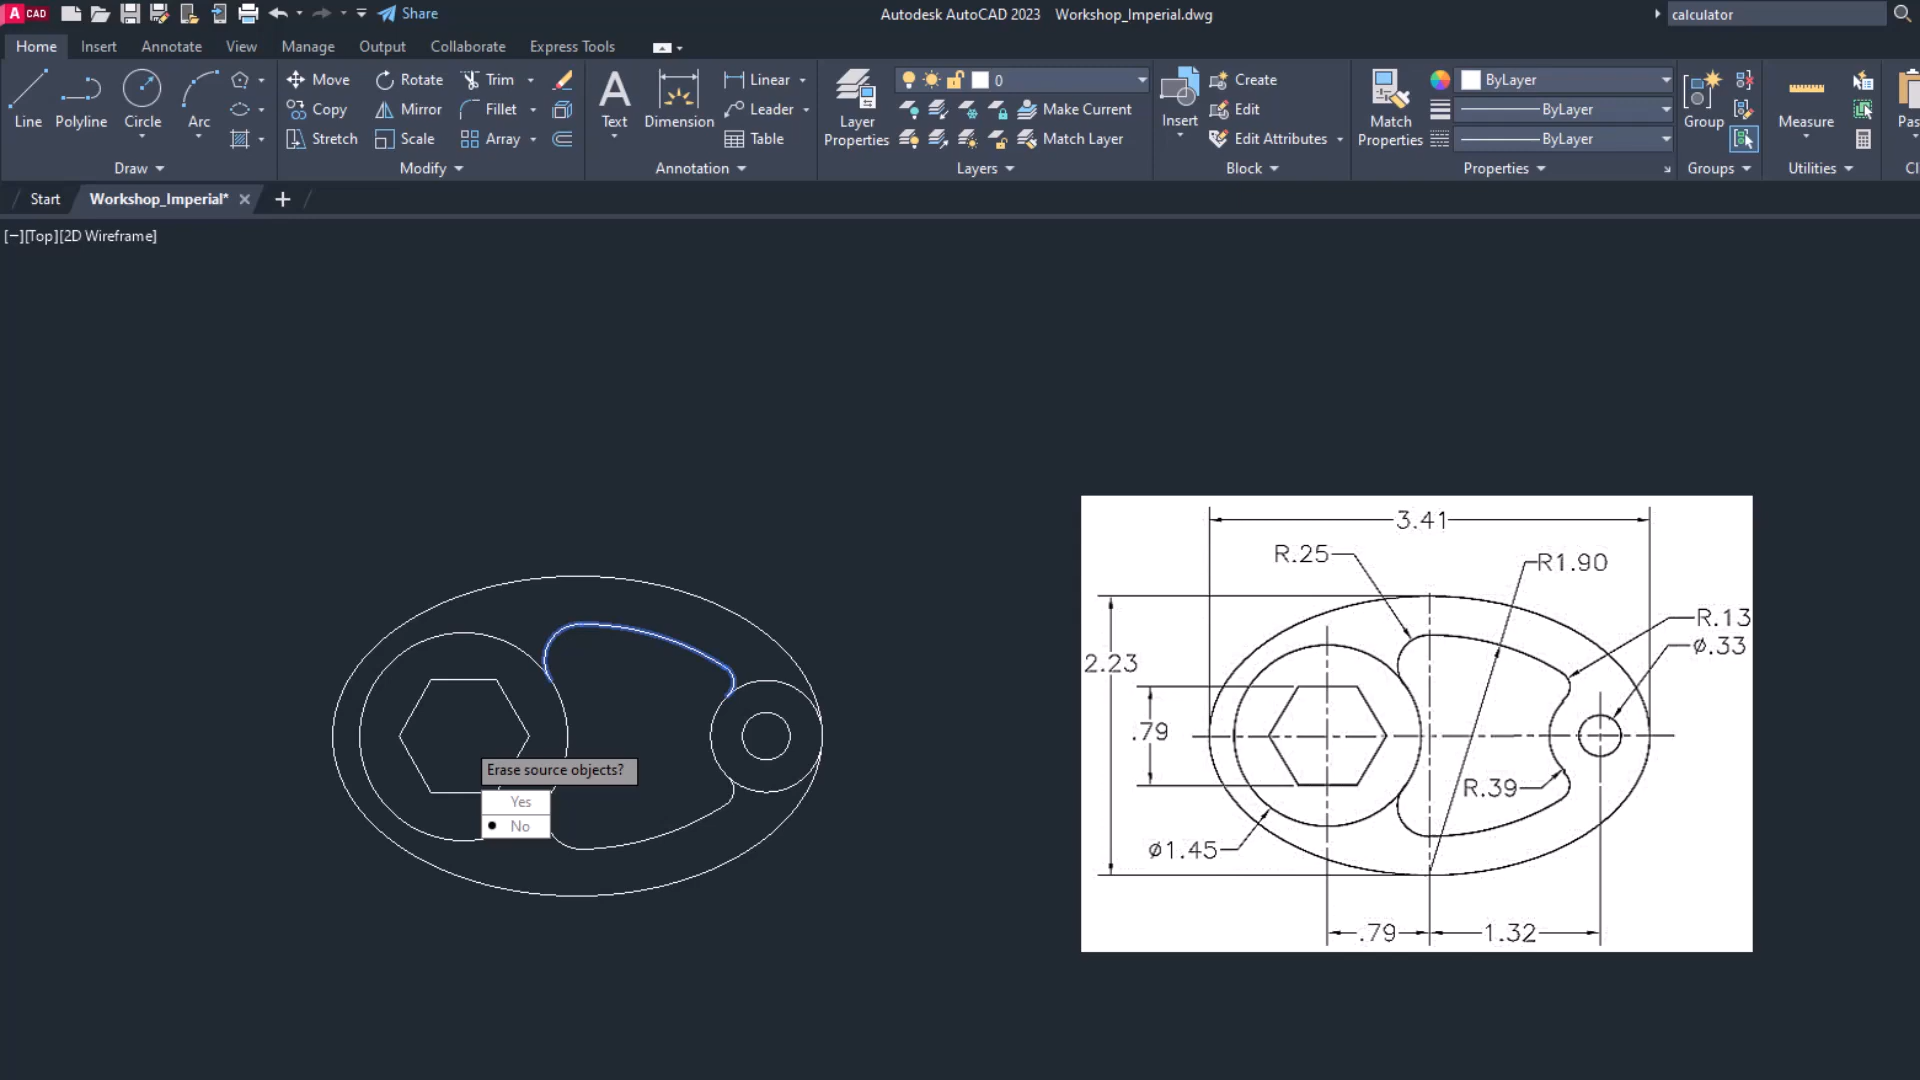 A CAD
Share
Autodesk AutoCAD 2023 Workshop_Imperial.dwg
calculator
Home Insert Annotate View Manage Output Collaborate Express Tools
Line
Polyline
Circle
Arc
Draw
Move
Rotate
Trim
Copy
Mirror
Fillet
Stretch
Scale
Array
Modify
A
Text
Dimension
Linear
Leader
Table
Annotation
Layer
Properties
0
Make Current
Match Layer
Layers
Insert
Create
Edit
Edit Attributes
Block
Match
Properties
ByLayer
ByLayer
ByLayer
Properties
Group
Groups
Measure
Utilities
Pas
Cl
Start
Workshop_Imperial*
[−][Top][2D Wireframe]
Erase source objects?
Yes
No
3.41
R.25
R1.90
R.13
ø.33
2.23
.79
R.39
ø1.45
.79
1.32